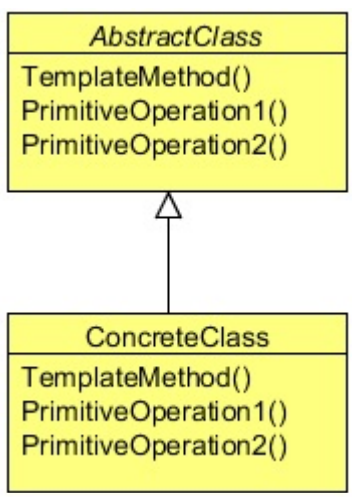 AbstractClass
TemplateMethod()
PrimitiveOperation1()
PrimitiveOperation2()
ConcreteClass
TemplateMethod()
PrimitiveOperation1()
PrimitiveOperation2()